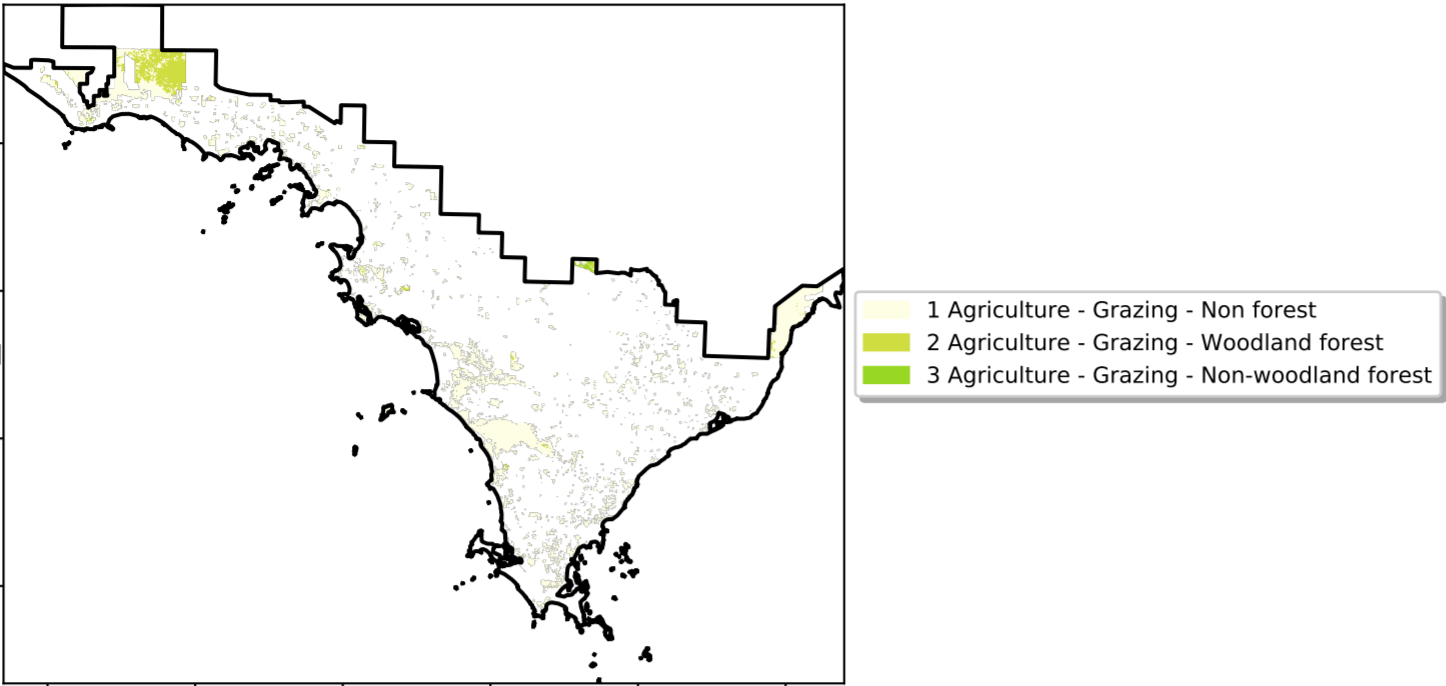 1 Agriculture - Grazing - Non forest
2 Agriculture - Grazing - Woodland forest
3 Agriculture - Grazing - Non-woodland forest